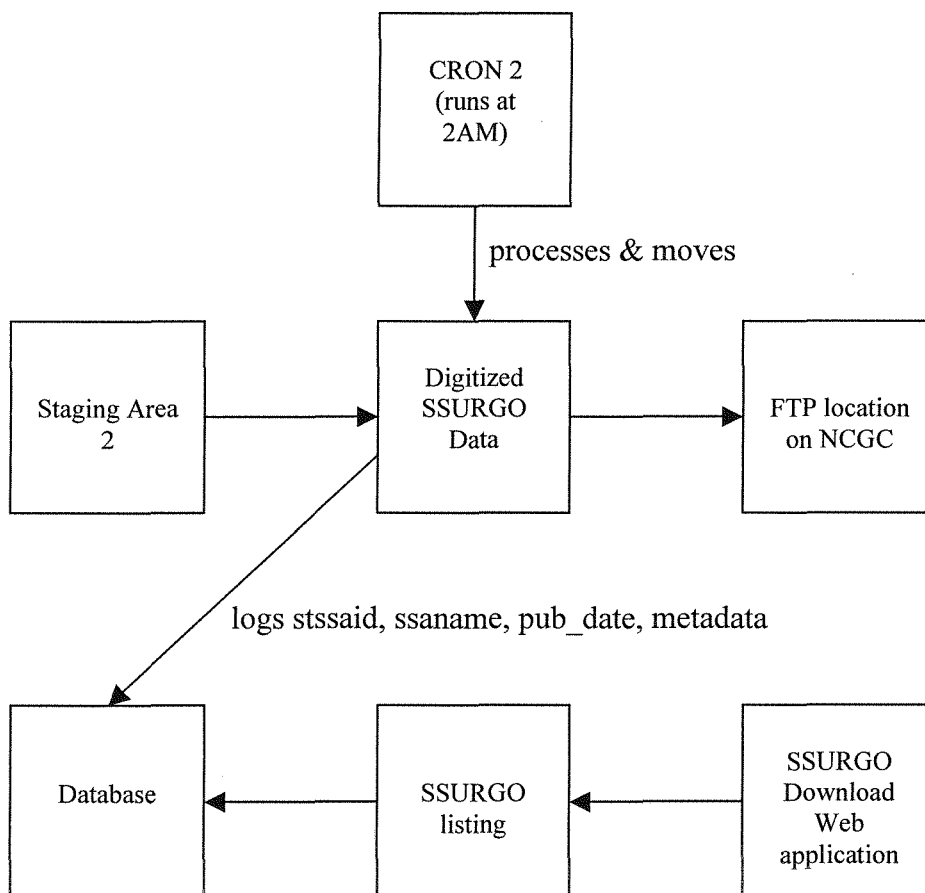 CRON 2
(runs at
2AM)
processes & moves
Staging Area
2
Digitized
SSURGO
Data
FTP location
on NCGC
logs stssaid, ssaname, pub_date, metadata
Database
SSURGO
listing
SSURGO
Download
Web
application